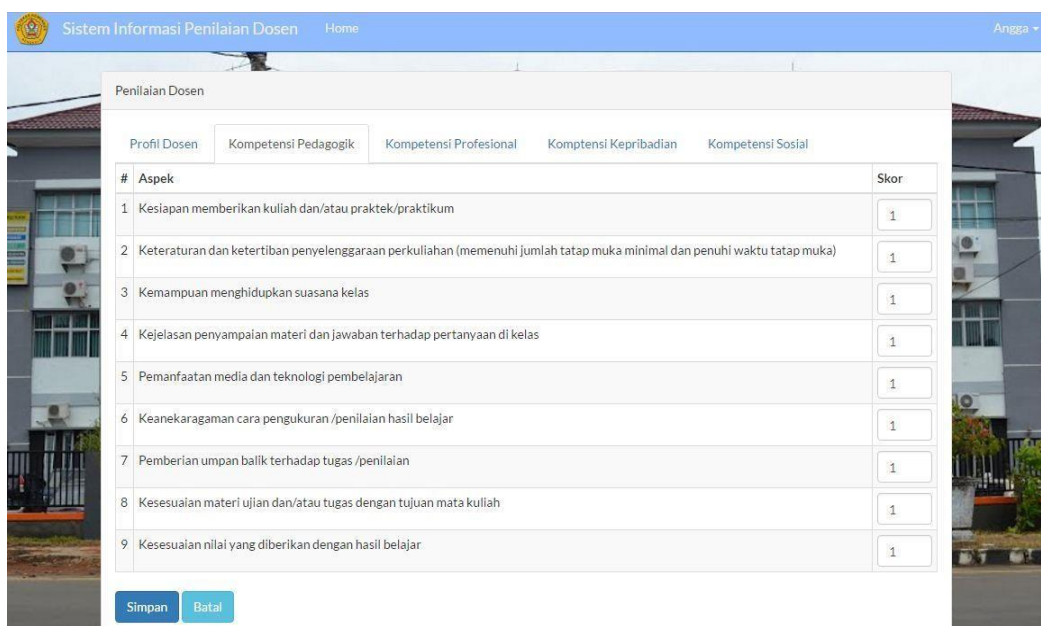 Sistem Informasi Penilaian Dosen Home Angga
Penilaian Dosen
Profil Dosen Kompetensi Pedagogik Kompetensi Profesional Komptensi Kepribadian Kompetensi Sosial
# Aspek Skor
1 Kesiapan memberikan kuliah dan/atau praktek/praktikum 1
2 Keteraturan dan ketertiban penyelenggaraan perkuliahan (memenuhi jumlah tatap muka minimal dan penuhi waktu tatap muka) 1
3 Kemampuan menghidupkan suasana kelas 1
4 Kejelasan penyampaian materi dan jawaban terhadap pertanyaan di kelas 1
5 Pemanfaatan media dan teknologi pembelajaran 1
6 Keanekaragaman cara pengukuran /penilaian hasil belajar 1
7 Pemberian umpan balik terhadap tugas /penilaian 1
8 Kesesuaian materi ujian dan/atau tugas dengan tujuan mata kuliah 1
9 Kesesuaian nilai yang diberikan dengan hasil belajar 1
Simpan Batal